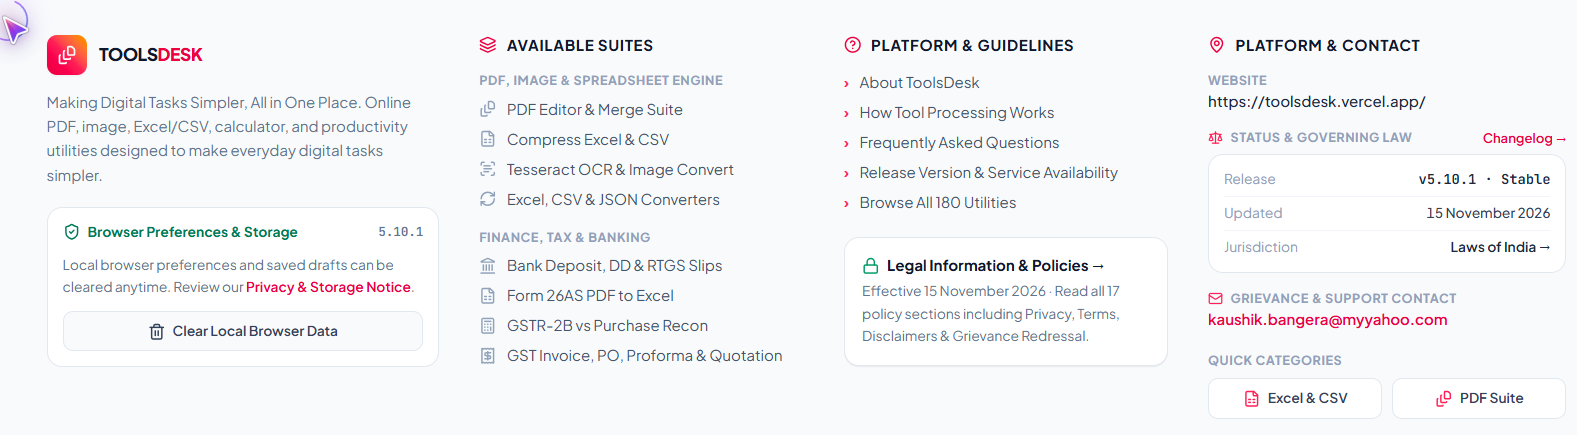 TOOLSDESK
Making Digital Tasks Simpler, All in One Place. Online
PDF, image, Excel/CSV, calculator, and productivity
utilities designed to make everyday digital tasks
simpler.
Browser Preferences & Storage 5.10.1
Local browser preferences and saved drafts can be
cleared anytime. Review our Privacy & Storage Notice.
Clear Local Browser Data
AVAILABLE SUITES
PDF, IMAGE & SPREADSHEET ENGINE
PDF Editor & Merge Suite
Compress Excel & CSV
Tesseract OCR & Image Convert
Excel, CSV & JSON Converters
FINANCE, TAX & BANKING
Bank Deposit, DD & RTGS Slips
Form 26AS PDF to Excel
GSTR-2B vs Purchase Recon
GST Invoice, PO, Proforma & Quotation
PLATFORM & GUIDELINES
› About ToolsDesk
› How Tool Processing Works
› Frequently Asked Questions
› Release Version & Service Availability
› Browse All 180 Utilities
Legal Information & Policies →
Effective 15 November 2026 · Read all 17
policy sections including Privacy, Terms,
Disclaimers & Grievance Redressal.
PLATFORM & CONTACT
WEBSITE
https://toolsdesk.vercel.app/
STATUS & GOVERNING LAW Changelog →
Release v5.10.1 · Stable
Updated 15 November 2026
Jurisdiction Laws of India →
GRIEVANCE & SUPPORT CONTACT
kaushik.bangera@myyahoo.com
QUICK CATEGORIES
Excel & CSV PDF Suite